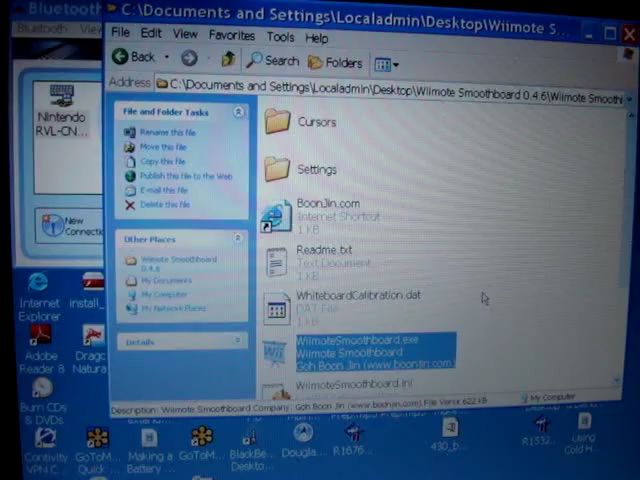 Bluetooth
C:\Documents and Settings\Localadmin\Desktop\Wiimote S...
Bluetooth View
File Edit View Favorites Tools Help
Back Search Folders
Address C:\Documents and Settings\Localadmin\Desktop\Wiimote Smoothboard 0.4.6\Wiimote Smoothl
Nintendo
RVL-CN...
New
Connectio
File and Folder Tasks
Rename this file
Move this file
Copy this file
Publish this file to the Web
E-mail this file
Delete this file
Other Places
Wiimote Smoothboard
0.4.6
My Documents
My Computer
My Network Places
Details
Cursors
Settings
BoonJin.com
Internet Shortcut
1 KB
Readme.txt
Text Document
1 KB
WhiteboardCalibration.dat
DAT File
1 KB
WiimoteSmoothboard.exe
Wiimote Smoothboard
Goh Boon Jin (www.boonjin.com)
WiimoteSmoothboard.ini
Description: Wiimote Smoothboard Company: Goh Boon Jin (www.boonjin.com) File Versic 622 KB
My Computer
Internet
Explorer
install_
Adobe
Reader 8
Drago
Natura
Burn CDs
& DVDs
Contivity
VPN C...
GoToM...
Quick ...
Making a
Battery ...
GoToM...
BlackBe...
Deskto...
Dougla...
R1676...
430_b...
R1532...
Using
Cold H...